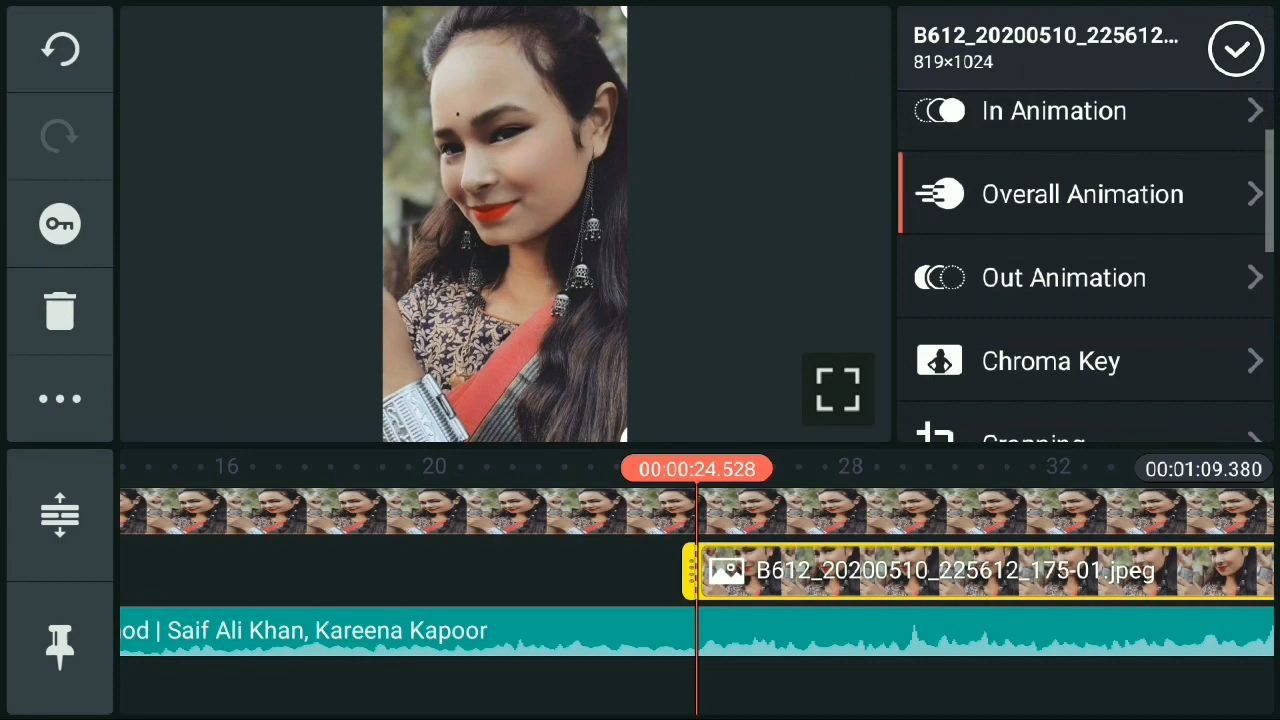 B612_20200510_225612...
819×1024
In Animation
Overall Animation
Out Animation
Chroma Key
Cropping
16
20
00:00:24.528
28
32
00:01:09.380
B612_20200510_225612_175-01.jpeg
od | Saif Ali Khan, Kareena Kapoor